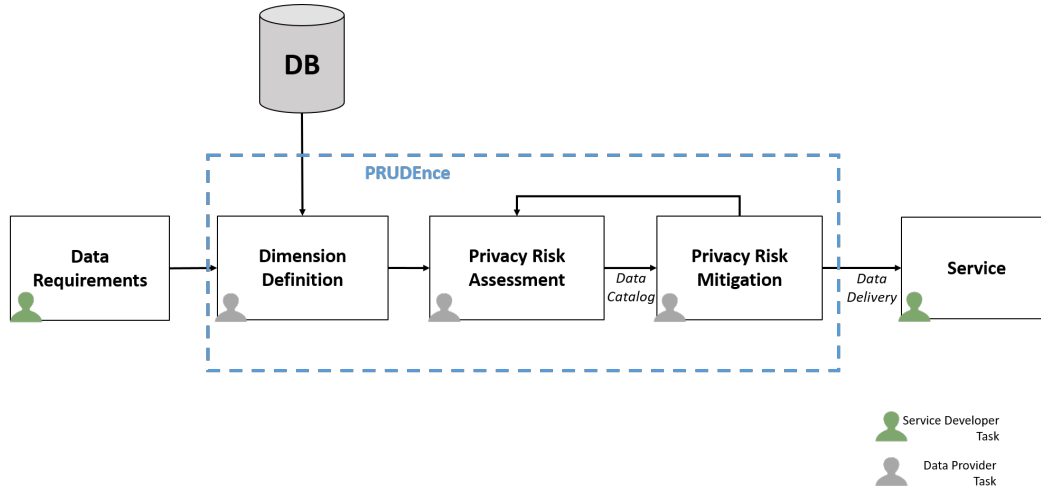 DB
PRUDEnce
Data
Requirements
Dimension
Definition
Privacy Risk
Assessment
Data
Catalog
Privacy Risk
Mitigation
Data
Delivery
Service
Service Developer
Task
Data Provider
Task